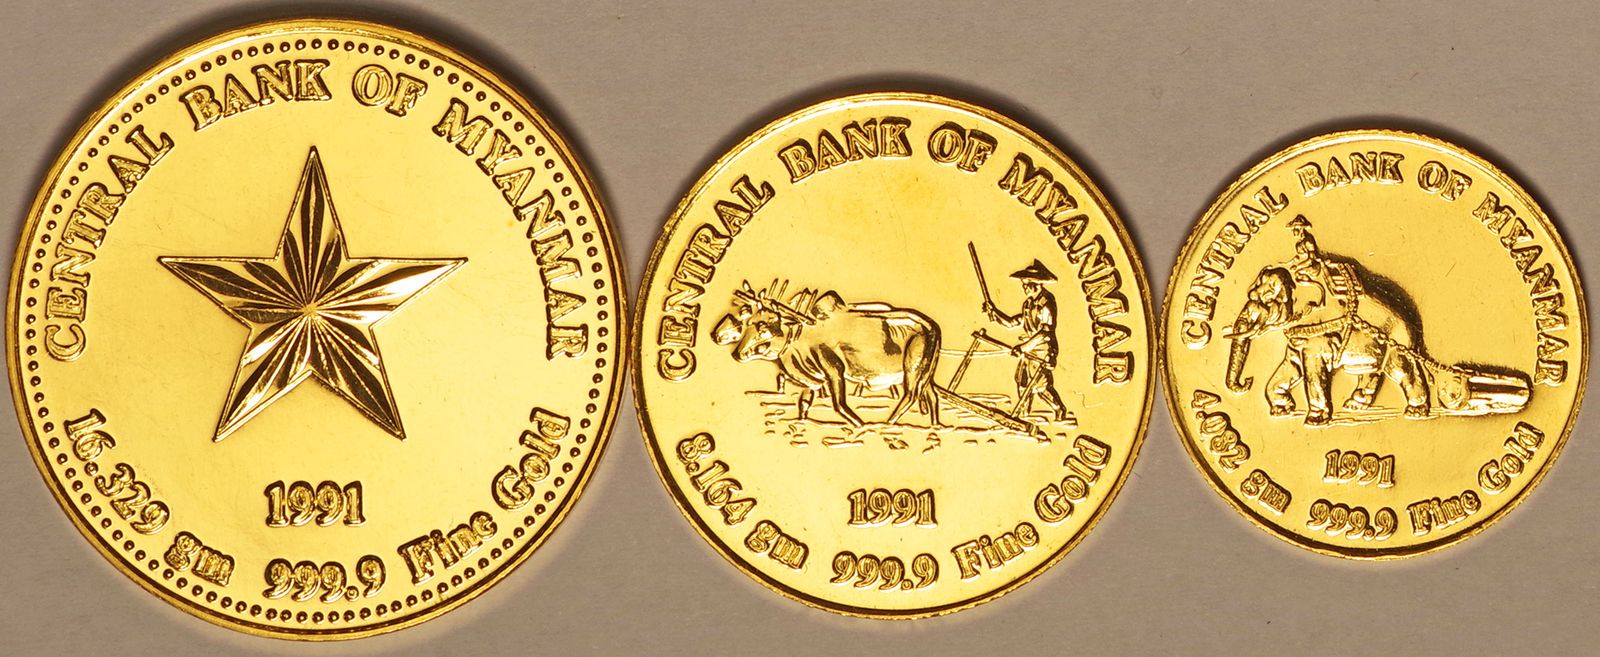 CENTRAL BANK OF MYANMAR
1991
16.329 gm 999.9 Fine Gold
CENTRAL BANK OF MYANMAR
1991
8.164 gm 999.9 Fine Gold
CENTRAL BANK OF MYANMAR
1991
4.082 gm 999.9 Fine Gold